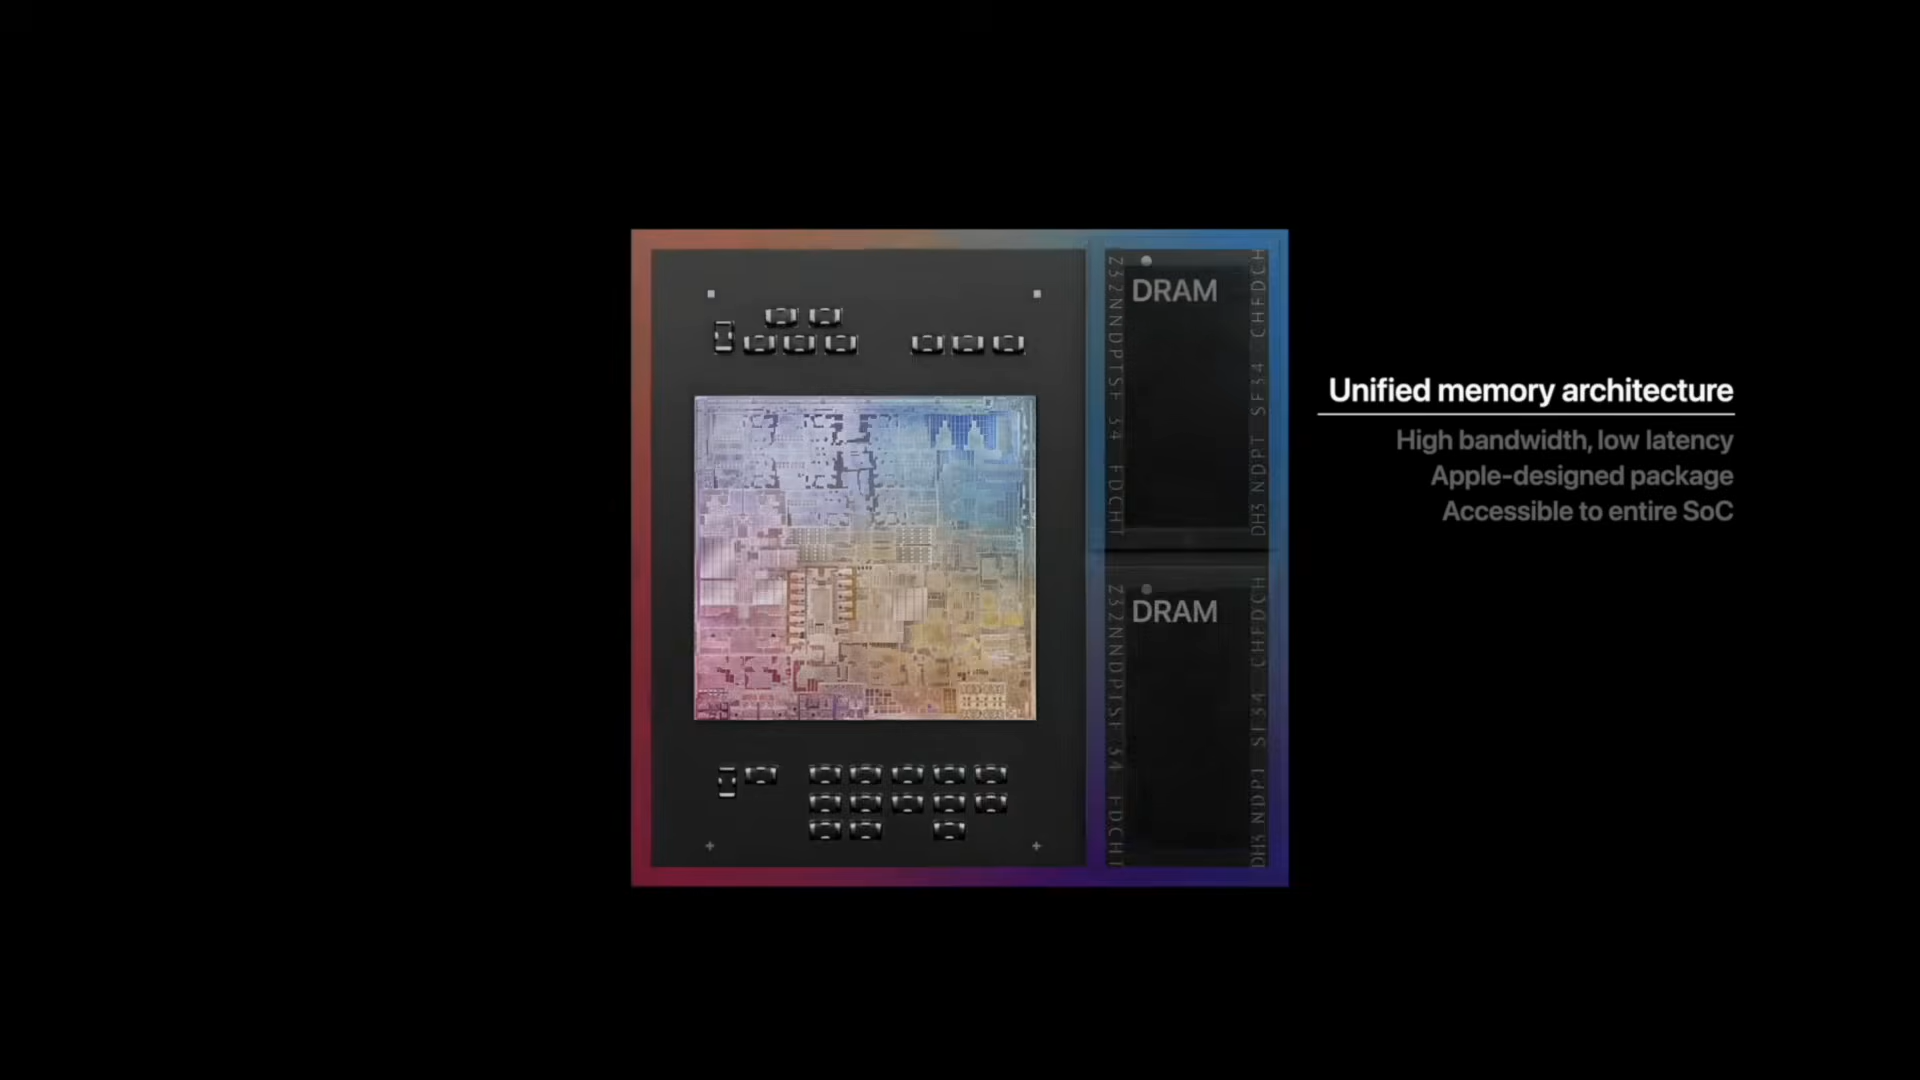 DRAM
DRAM
Unified memory architecture
High bandwidth, low latency
Apple-designed package
Accessible to entire SoC